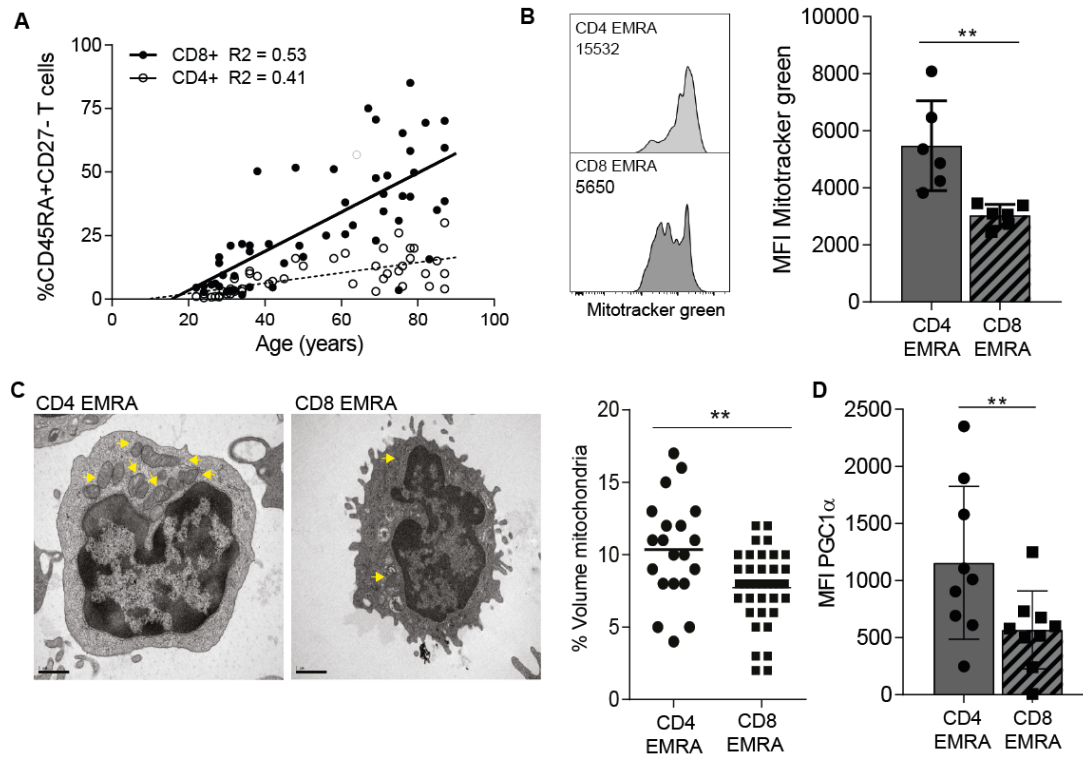 A
100
75
50
25
0
%CD45RA+CD27- T cells
CD8+ R2 = 0.53
CD4+ R2 = 0.41
0 20 40 60 80 100
Age (years)
B
CD4 EMRA
15532
CD8 EMRA
5650
Mitotracker green
10000
8000
6000
4000
2000
0
MFI Mitotracker green
**
CD4
EMRA
CD8
EMRA
C
CD4 EMRA
CD8 EMRA
20
15
10
5
0
% Volume mitochondria
**
CD4
EMRA
CD8
EMRA
D
2500
2000
1500
1000
500
0
MFI PGC1α
**
CD4
EMRA
CD8
EMRA